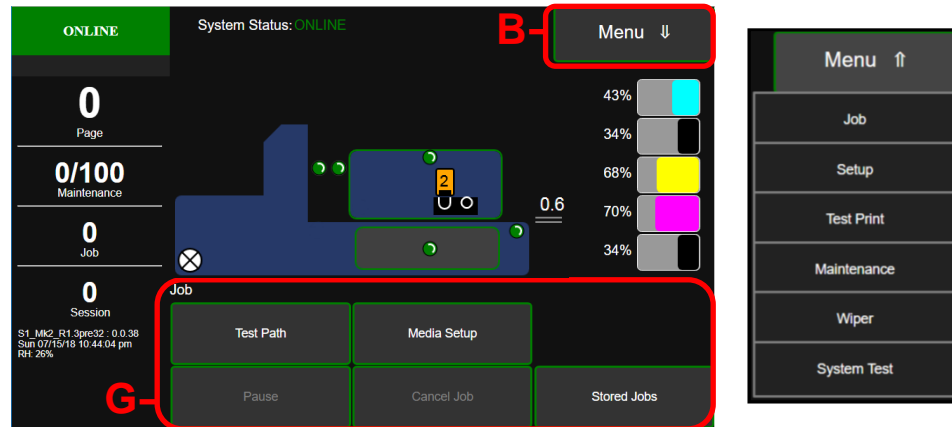 ONLINE
System Status: ONLINE
B
Menu ⇓
0
Page
0/100
Maintenance
0
Job
0
Session
S1_Mk2_R1.3pre32 : 0.0.38
Sun 07/15/18 10:44:04 pm
RH: 26%
2
0.6
43%
34%
68%
70%
34%
G
Job
Test Path
Media Setup
Pause
Cancel Job
Stored Jobs
Menu ⇑
Job
Setup
Test Print
Maintenance
Wiper
System Test